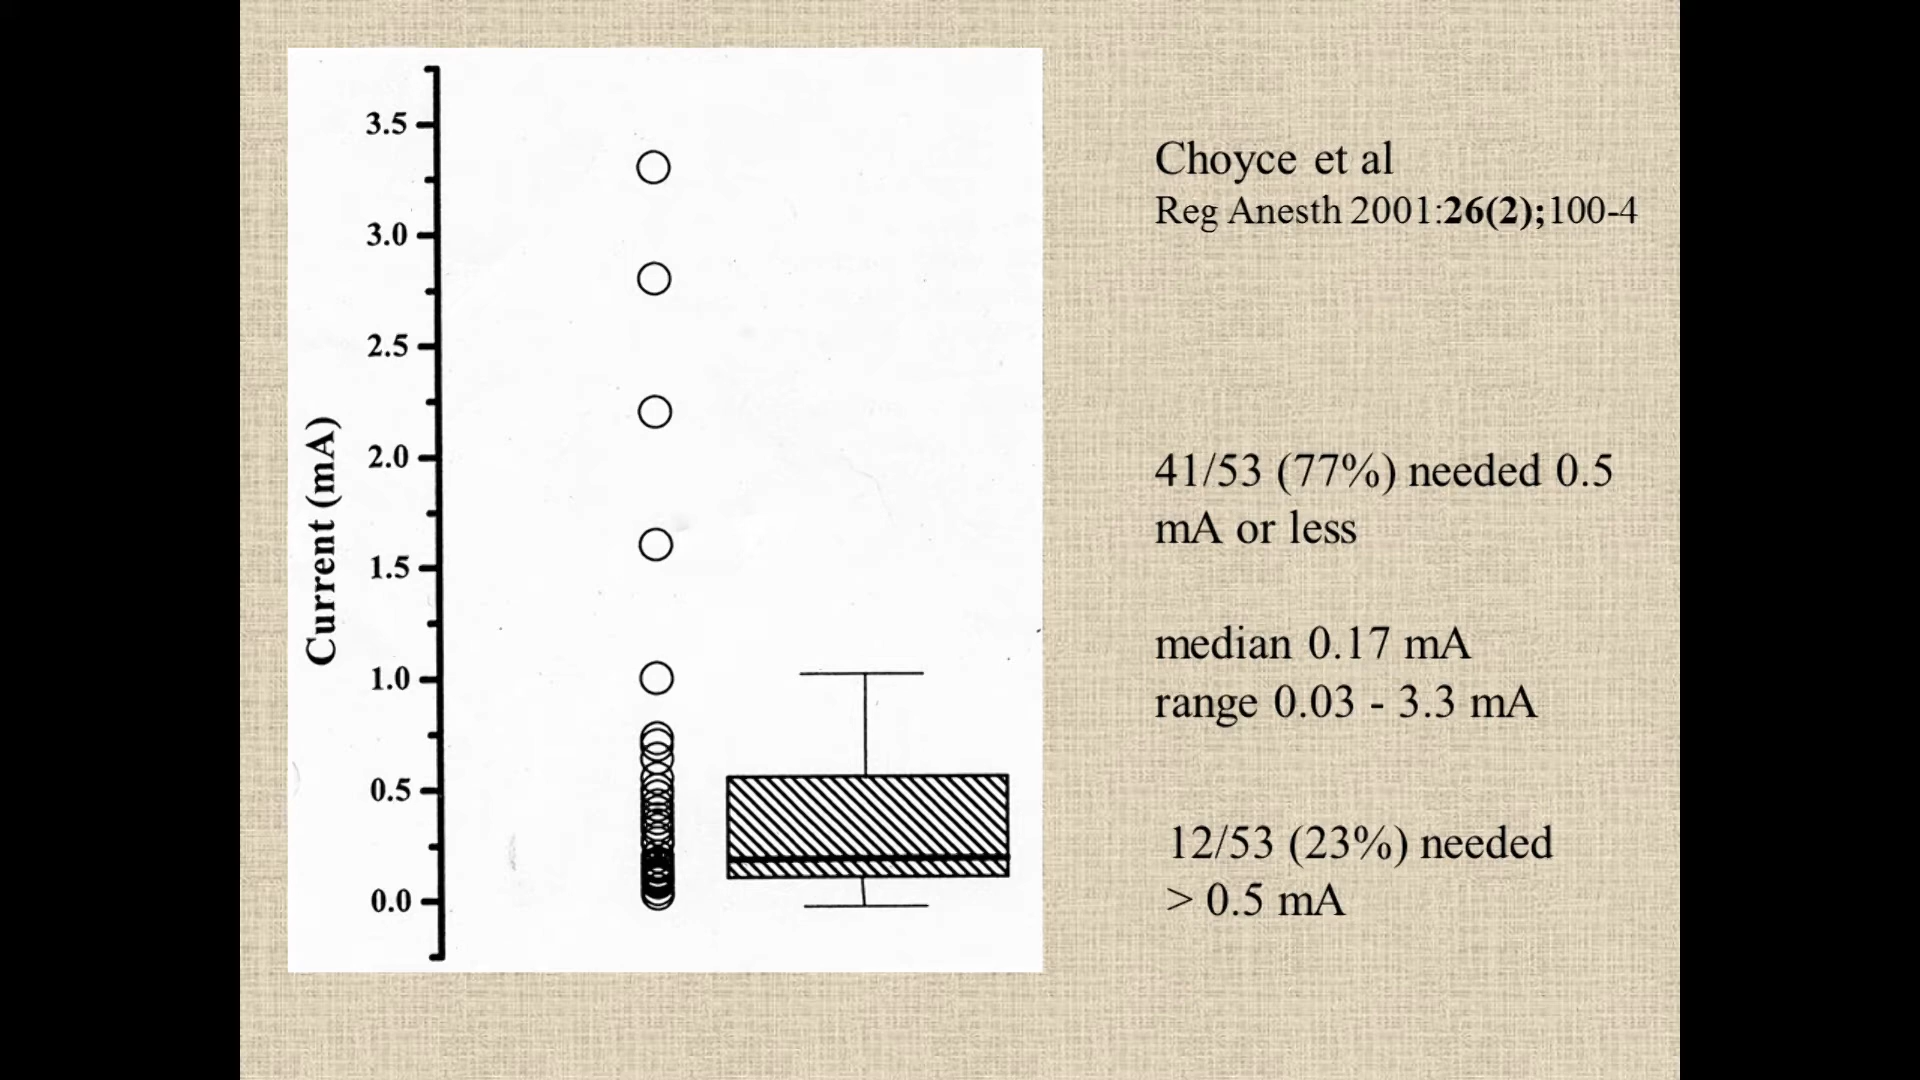 3.5
3.0
2.5
2.0
1.5
1.0
0.5
0.0
Current (mA)
Choyce et al
Reg Anesth 2001:26(2);100-4
41/53 (77%) needed 0.5
mA or less
median 0.17 mA
range 0.03 - 3.3 mA
12/53 (23%) needed
> 0.5 mA